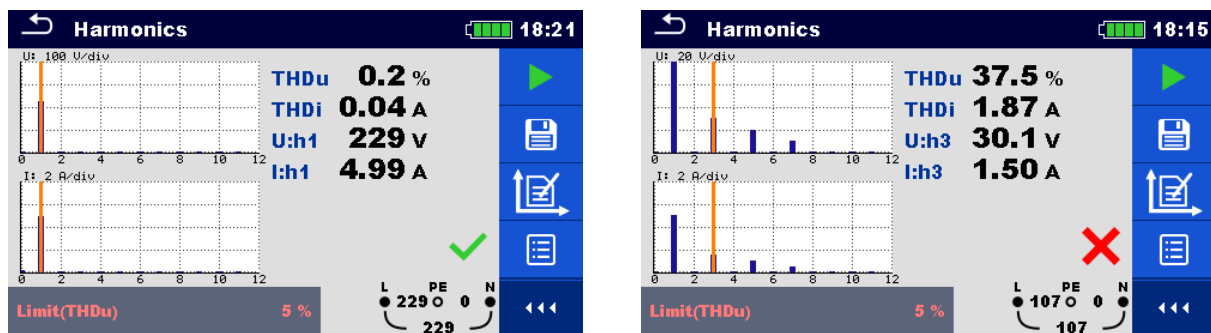 Harmonics 18:21
U: 100 V/div
THDu 0.2 %
THDi 0.04 A
U:h1 229 V
I:h1 4.99 A
0 2 4 6 8 10 12
I: 2 A/div
0 2 4 6 8 10 12
Limit(THDu) 5 %
L PE N
229 0
229
Harmonics 18:15
U: 20 V/div
THDu 37.5 %
THDi 1.87 A
U:h3 30.1 V
I:h3 1.50 A
0 2 4 6 8 10 12
I: 2 A/div
0 2 4 6 8 10 12
Limit(THDu) 5 %
L PE N
107 0
107